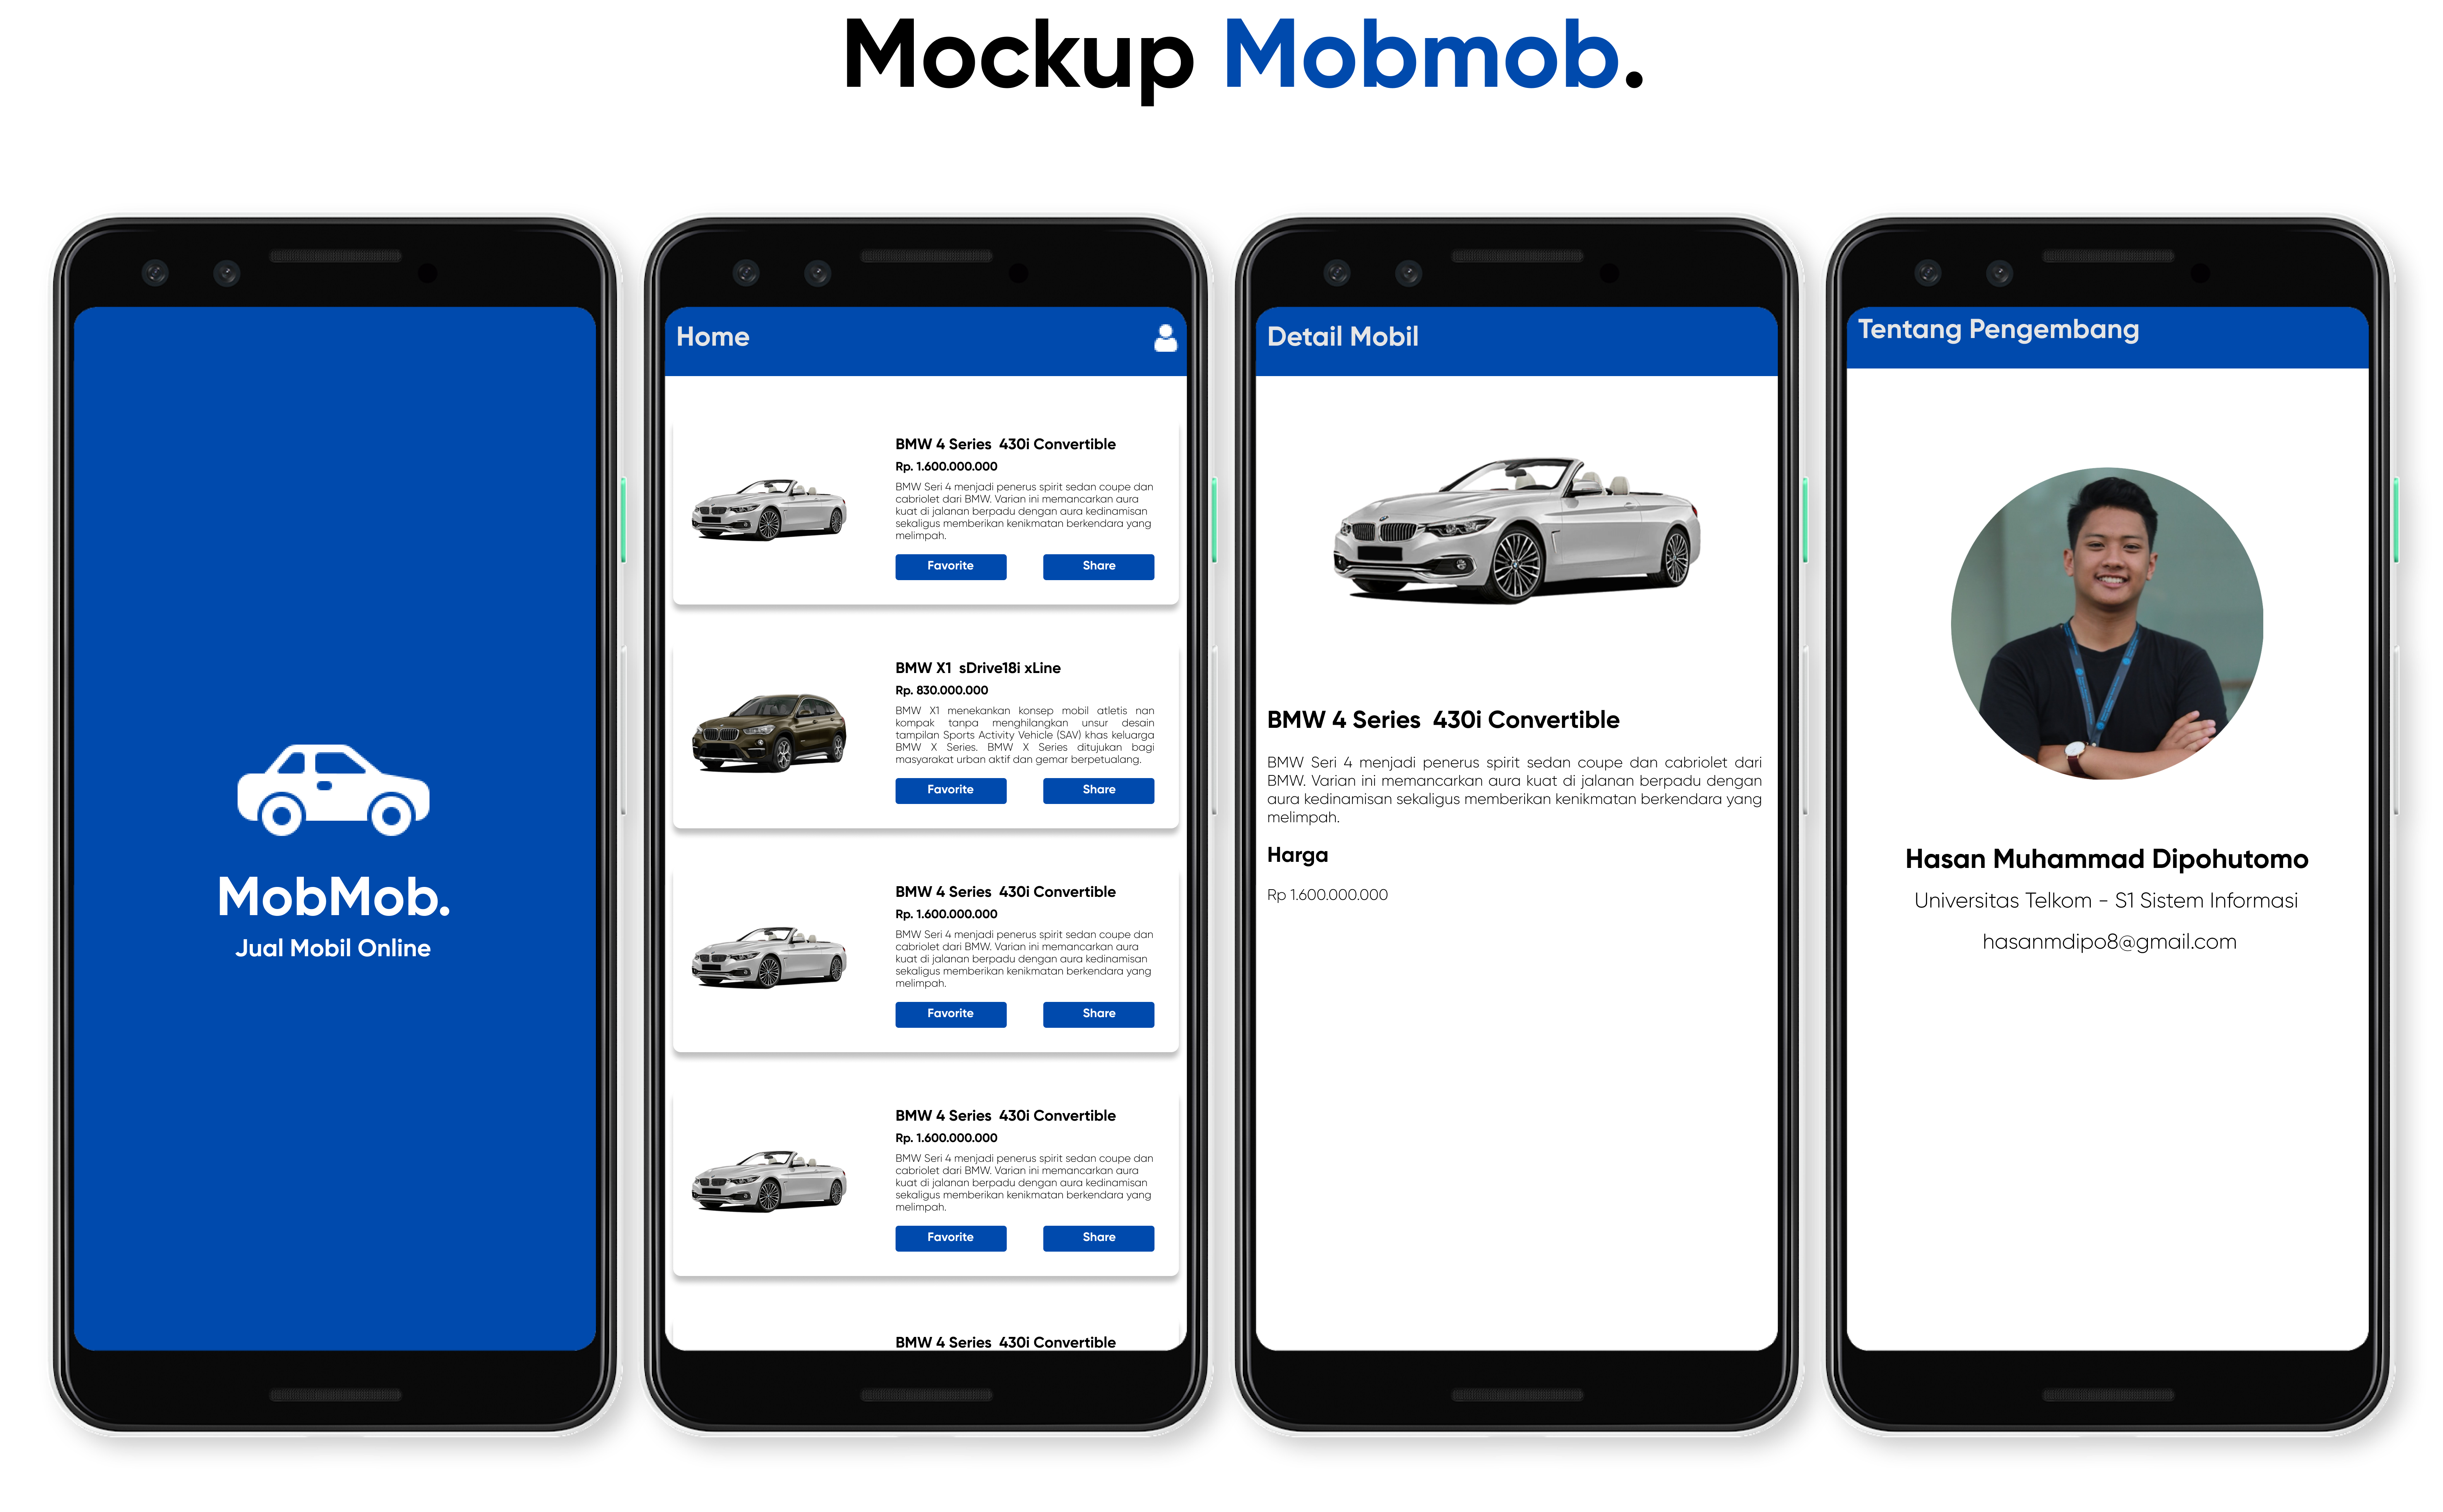 Mockup Mobmob.
MobMob.
Jual Mobil Online
Home
BMW 4 Series 430i Convertible
Rp. 1.600.000.000
BMW Seri 4 menjadi penerus spirit sedan coupe dan
cabriolet dari BMW. Varian ini memancarkan aura
kuat di jalanan berpadu dengan aura kedinamisan
sekaligus memberikan kenikmatan berkendara yang
melimpah.
Favorite
Share
BMW X1 sDrive18i xLine
Rp. 830.000.000
BMW X1 menekankan konsep mobil atletis nan
kompak tanpa menghilangkan unsur desain
tampilan Sports Activity Vehicle (SAV) khas keluarga
BMW X Series. BMW X Series ditujukan bagi
masyarakat urban aktif dan gemar berpetualang.
Favorite
Share
BMW 4 Series 430i Convertible
Rp. 1.600.000.000
BMW Seri 4 menjadi penerus spirit sedan coupe dan
cabriolet dari BMW. Varian ini memancarkan aura
kuat di jalanan berpadu dengan aura kedinamisan
sekaligus memberikan kenikmatan berkendara yang
melimpah.
Favorite
Share
BMW 4 Series 430i Convertible
Rp. 1.600.000.000
BMW Seri 4 menjadi penerus spirit sedan coupe dan
cabriolet dari BMW. Varian ini memancarkan aura
kuat di jalanan berpadu dengan aura kedinamisan
sekaligus memberikan kenikmatan berkendara yang
melimpah.
Favorite
Share
BMW 4 Series 430i Convertible
Detail Mobil
BMW 4 Series 430i Convertible
BMW Seri 4 menjadi penerus spirit sedan coupe dan cabriolet dari
BMW. Varian ini memancarkan aura kuat di jalanan berpadu dengan
aura kedinamisan sekaligus memberikan kenikmatan berkendara yang
melimpah.
Harga
Rp 1.600.000.000
Tentang Pengembang
Hasan Muhammad Dipohutomo
Universitas Telkom - S1 Sistem Informasi
hasanmdipo8@gmail.com